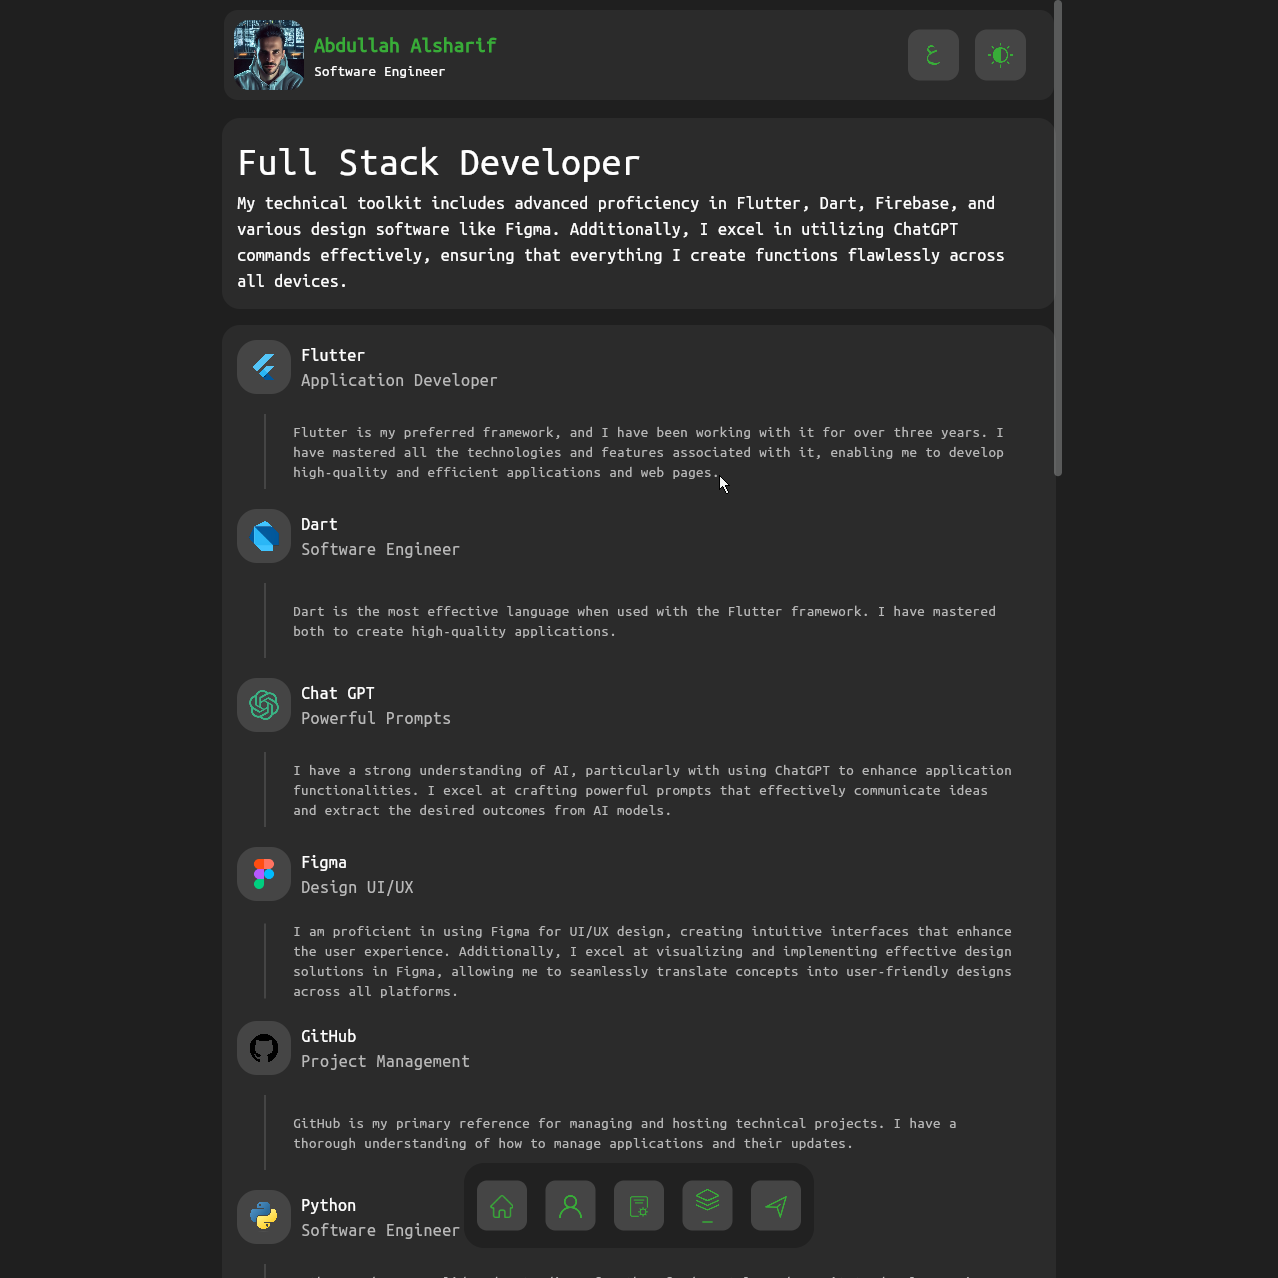 Abdullah Alsharif
Software Engineer
ع
Full Stack Developer
My technical toolkit includes advanced proficiency in Flutter, Dart, Firebase, and
various design software like Figma. Additionally, I excel in utilizing ChatGPT
commands effectively, ensuring that everything I create functions flawlessly across
all devices.
Flutter
Application Developer
Flutter is my preferred framework, and I have been working with it for over three years. I
have mastered all the technologies and features associated with it, enabling me to develop
high-quality and efficient applications and web pages.
Dart
Software Engineer
Dart is the most effective language when used with the Flutter framework. I have mastered
both to create high-quality applications.
Chat GPT
Powerful Prompts
I have a strong understanding of AI, particularly with using ChatGPT to enhance application
functionalities. I excel at crafting powerful prompts that effectively communicate ideas
and extract the desired outcomes from AI models.
Figma
Design UI/UX
I am proficient in using Figma for UI/UX design, creating intuitive interfaces that enhance
the user experience. Additionally, I excel at visualizing and implementing effective design
solutions in Figma, allowing me to seamlessly translate concepts into user-friendly designs
across all platforms.
GitHub
Project Management
GitHub is my primary reference for managing and hosting technical projects. I have a
thorough understanding of how to manage applications and their updates.
Python
Software Engineer